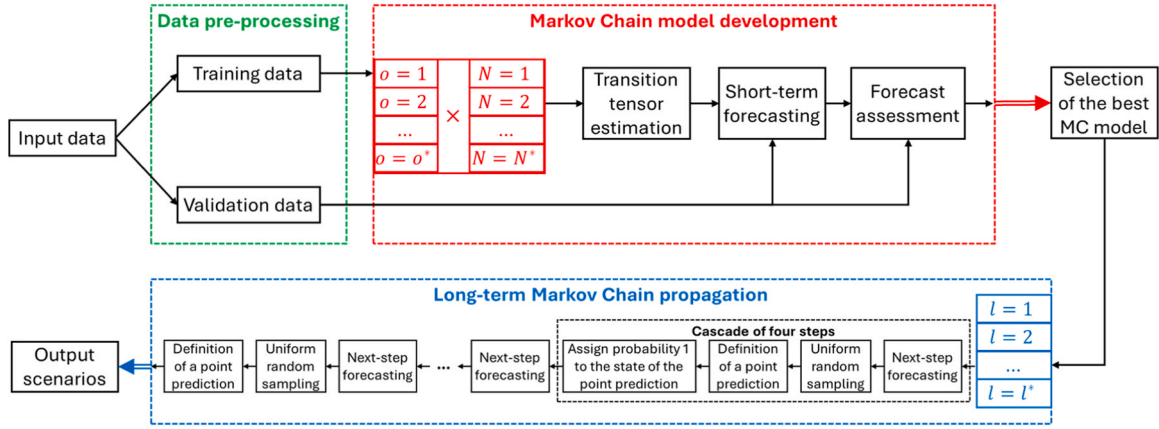 Data pre-processing
Markov Chain model development
Input data
Training data
Validation data
o = 1
o = 2
...
o = o*
×
N = 1
N = 2
...
N = N*
Transition
tensor
estimation
Short-term
forecasting
Forecast
assessment
Selection
of the best
MC model
Long-term Markov Chain propagation
l = 1
l = 2
...
l = l*
Cascade of four steps
Output
scenarios
Definition
of a point
prediction
Uniform
random
sampling
Next-step
forecasting
...
Next-step
forecasting
Assign probability 1
to the state of the
point prediction
Definition
of a point
prediction
Uniform
random
sampling
Next-step
forecasting